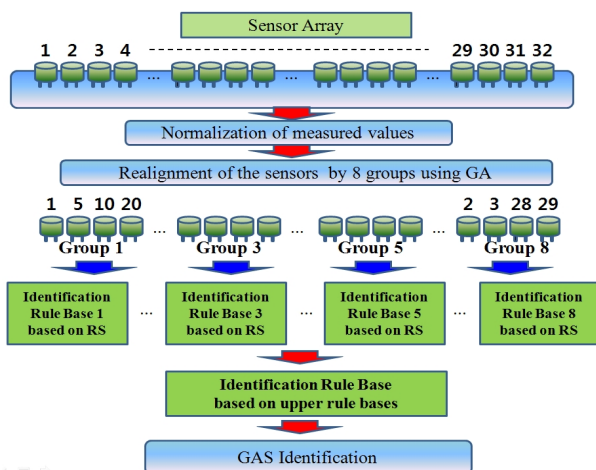 Sensor Array
1 2 3 4 29 30 31 32
... ... ...
Normalization of measured values
Realignment of the sensors by 8 groups using GA
1 5 10 20 2 3 28 29
... ... ...
Group 1 Group 3 Group 5 Group 8
Identification Rule Base 1 based on RS
...
Identification Rule Base 3 based on RS
...
Identification Rule Base 5 based on RS
...
Identification Rule Base 8 based on RS
Identification Rule Base
based on upper rule bases
GAS Identification